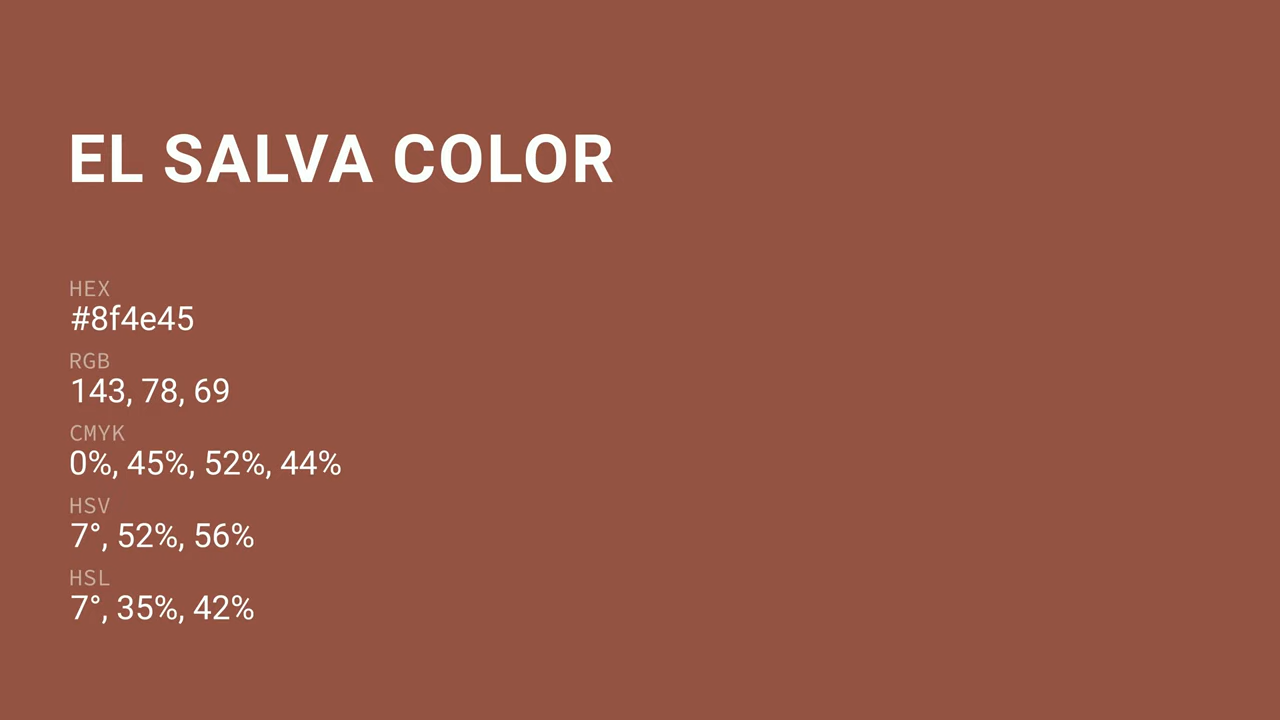 EL SALVA COLOR
HEX
#8f4e45
RGB
143, 78, 69
CMYK
0%, 45%, 52%, 44%
HSV
7°, 52%, 56%
HSL
7°, 35%, 42%